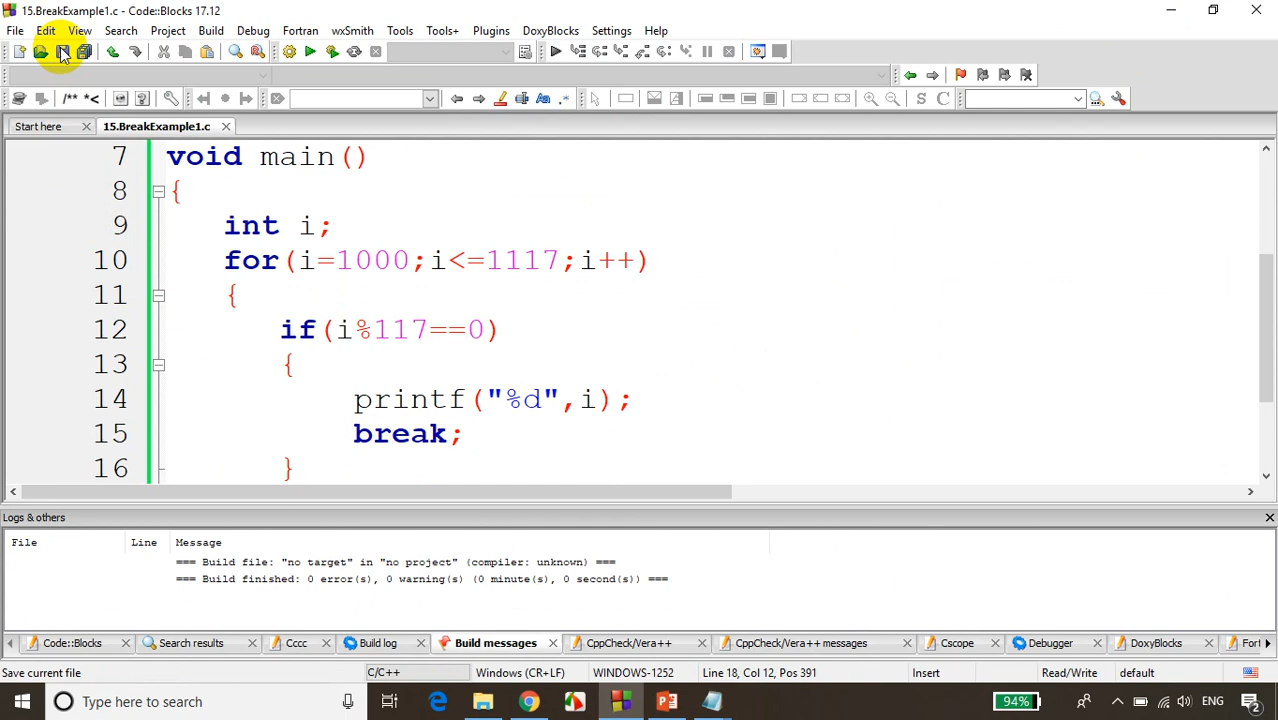 15.BreakExample1.c - Code::Blocks 17.12
File Edit View Search Project Build Debug Fortran wxSmith Tools Tools+ Plugins DoxyBlocks Settings Help
/** *<
S C
Start here 15.BreakExample1.c
7 void main()
8 {
9 int i;
10 for(i=1000;i<=1117;i++)
11 {
12 if(i%117==0)
13 {
14 printf("%d",i);
15 break;
16 }
Logs & others
File Line Message
=== Build file: "no target" in "no project" (compiler: unknown) ===
=== Build finished: 0 error(s), 0 warning(s) (0 minute(s), 0 second(s)) ===
Code::Blocks Search results Cccc Build log Build messages CppCheck/Vera++ CppCheck/Vera++ messages Cscope Debugger DoxyBlocks For
Save current file C/C++ Windows (CR+LF) WINDOWS-1252 Line 18, Col 12, Pos 391 Insert Read/Write default
Type here to search 94% ENG 2